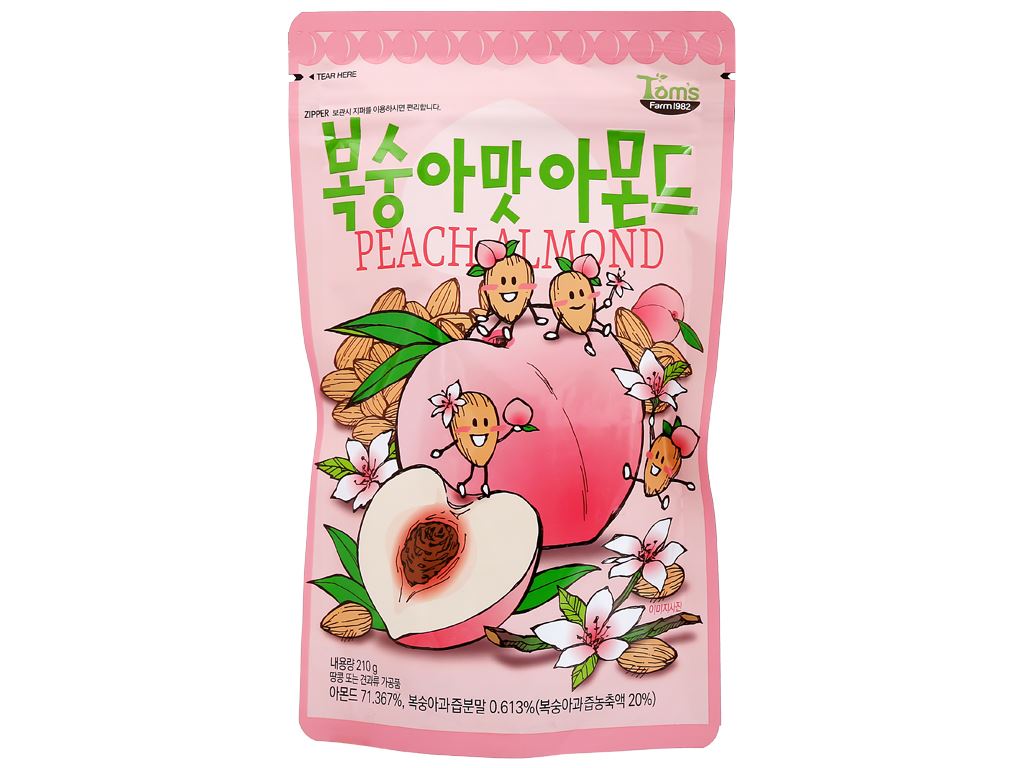 TEAR HERE
Tom's
Farm 1982
ZIPPER 보관시 지퍼를 이용하시면 편리합니다.
복숭아맛 아몬드
PEACH ALMOND
이미지사진
내용량 210 g
땅콩 또는 견과류 가공품
아몬드 71.367%, 복숭아과즙분말 0.613%(복숭아과즙농축액 20%)